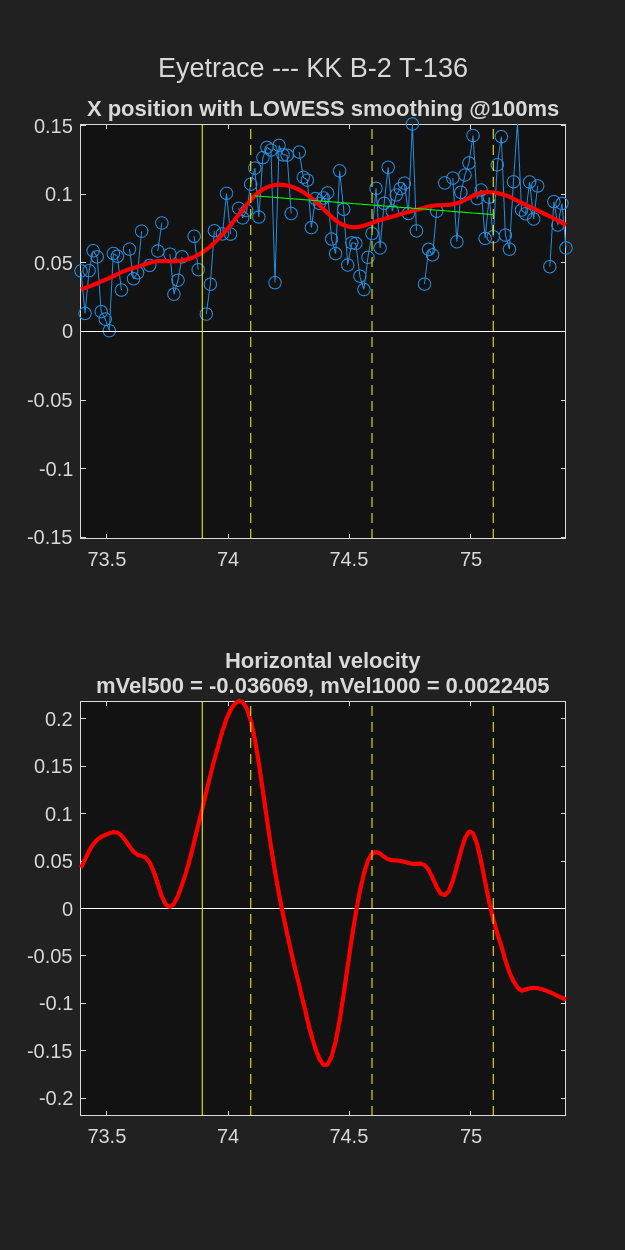 Eyetrace --- KK B-2 T-136
X position with LOWESS smoothing @100ms
0.15
0.1
0.05
0
-0.05
-0.1
-0.15
73.5 74 74.5 75
Horizontal velocity
mVel500 = -0.036069, mVel1000 = 0.0022405
0.2
0.15
0.1
0.05
0
-0.05
-0.1
-0.15
-0.2
73.5 74 74.5 75